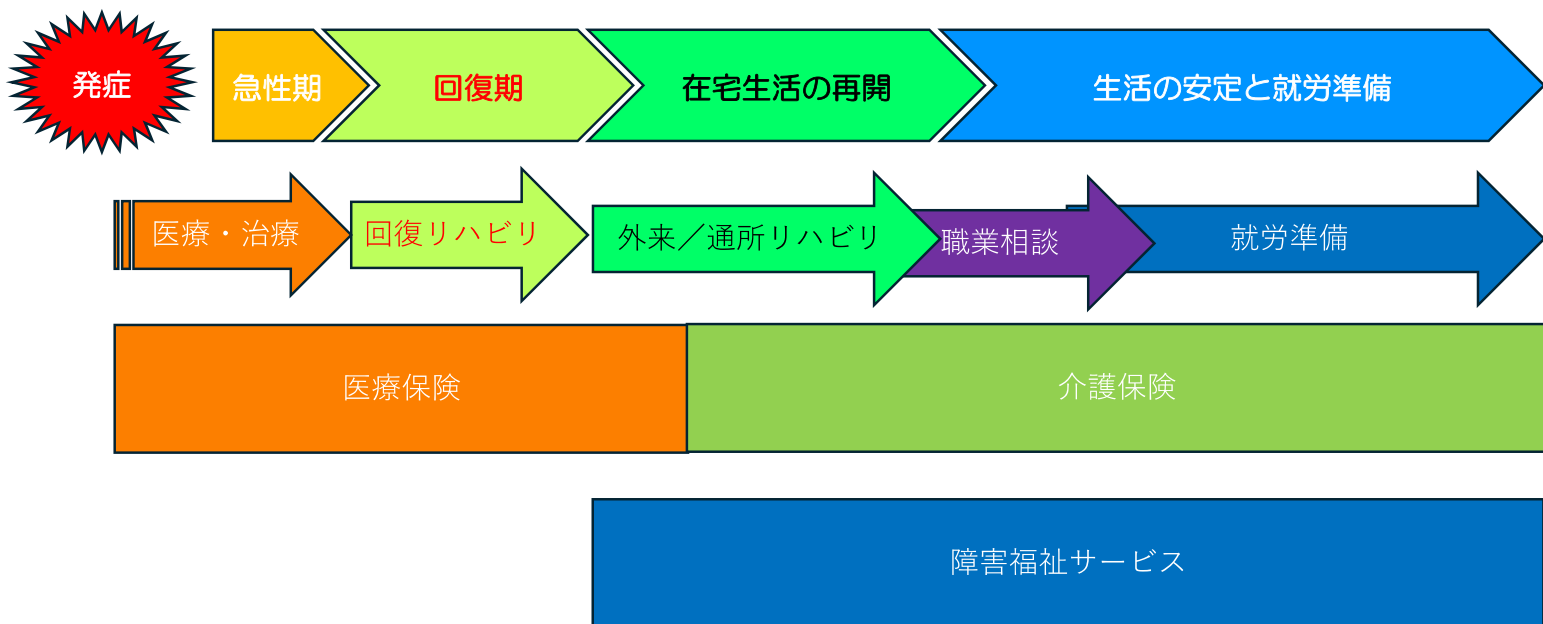 発症
急性期
回復期
在宅生活の再開
生活の安定と就労準備
医療・治療
回復リハビリ
外来／通所リハビリ
職業相談
就労準備
医療保険
介護保険
障害福祉サービス